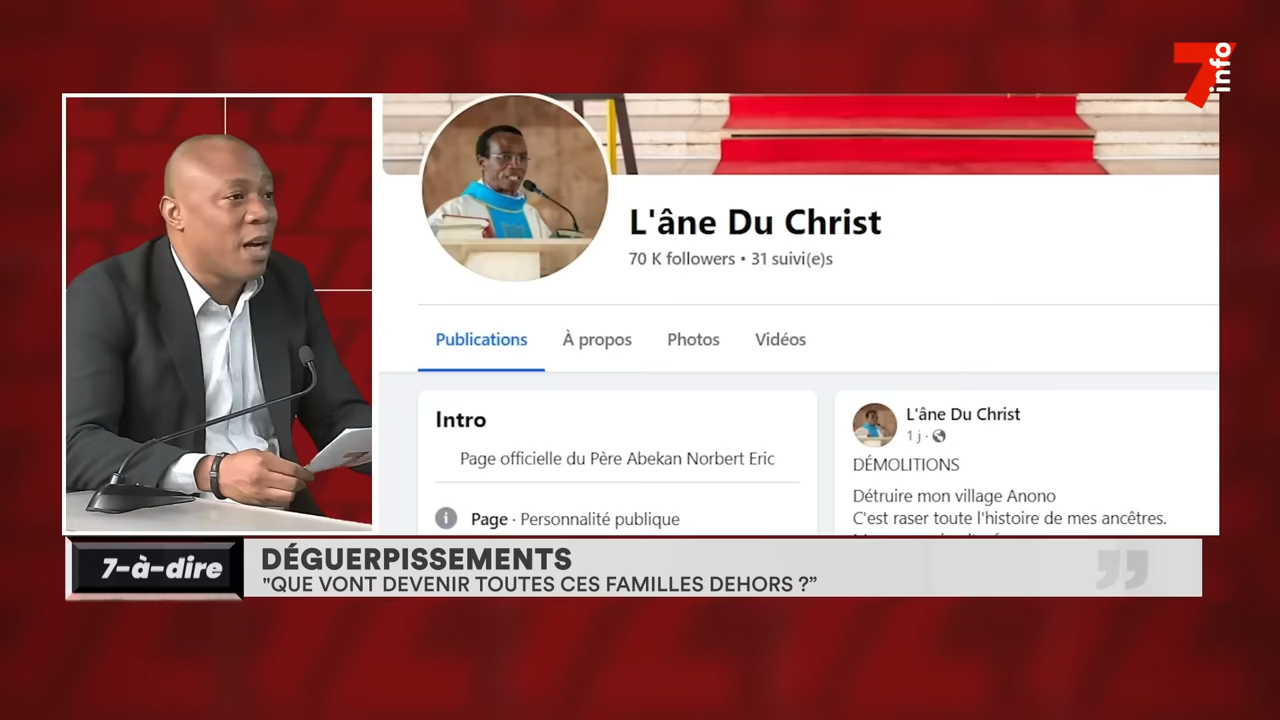 7info
L'âne Du Christ
70 K followers • 31 suivi(e)s
Publications
À propos
Photos
Vidéos
Intro
Page officielle du Père Abekan Norbert Eric
Page · Personnalité publique
L'âne Du Christ
1 j ·
DÉMOLITIONS
Détruire mon village Anono
C'est raser toute l'histoire de mes ancêtres.
7-à-dire
DÉGUERPISSEMENTS
"QUE VONT DEVENIR TOUTES CES FAMILLES DEHORS ?”